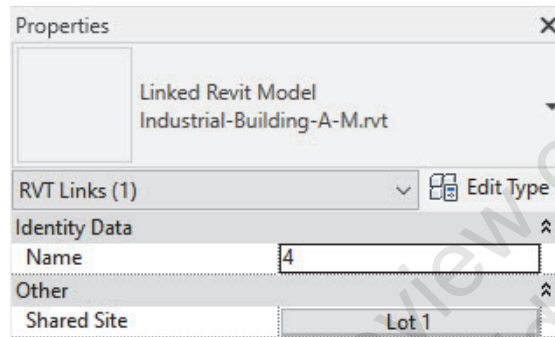 Properties
Linked Revit Model
Industrial-Building-A-M.rvt
RVT Links (1)
Edit Type
Identity Data
Name 4
Other
Shared Site Lot 1